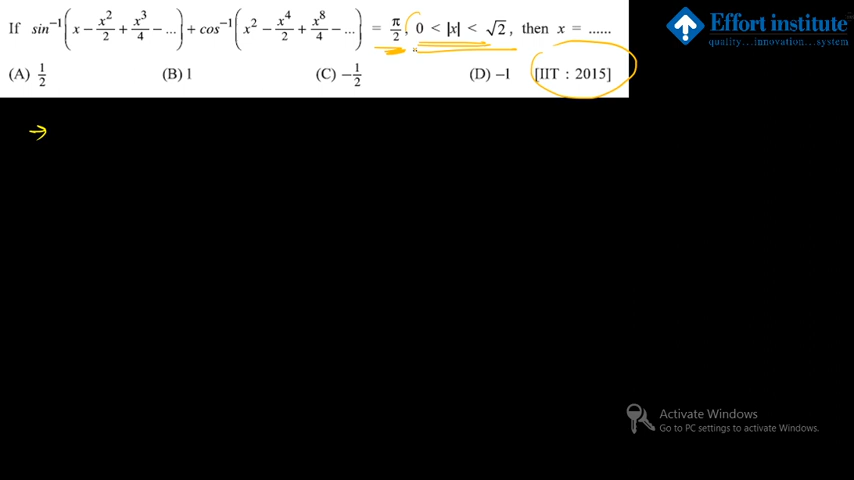 If sin⁻¹(x − x²/2 + x³/4 − ...) + cos⁻¹(x² − x⁴/2 + x⁸/4 − ...) = π/2, 0 < |x| < √2, then x = ......
(A) 1/2 (B) 1 (C) −1/2 (D) −1 [IIT : 2015]
Effort institute
quality...innovation...system
Activate Windows
Go to PC settings to activate Windows.